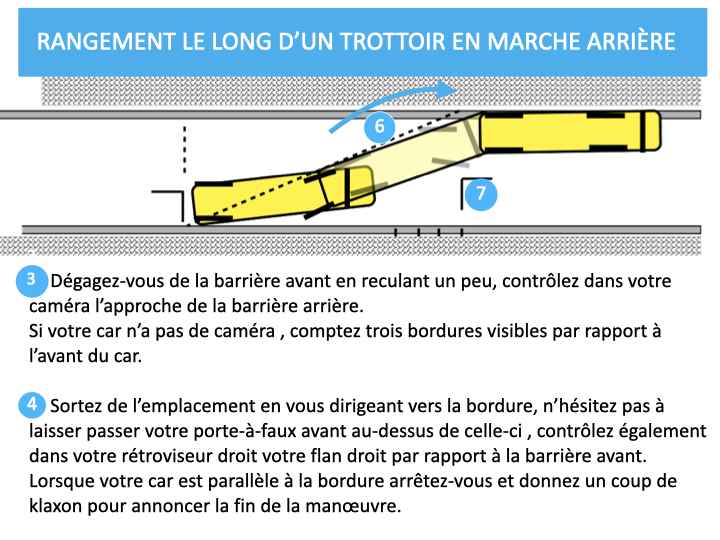 RANGEMENT LE LONG D’UN TROTTOIR EN MARCHE ARRIÈRE
6
7
3 Dégagez-vous de la barrière avant en reculant un peu, contrôlez dans votre
caméra l’approche de la barrière arrière.
Si votre car n’a pas de caméra , comptez trois bordures visibles par rapport à
l’avant du car.
4 Sortez de l’emplacement en vous dirigeant vers la bordure, n’hésitez pas à
laisser passer votre porte-à-faux avant au-dessus de celle-ci , contrôlez également
dans votre rétroviseur droit votre flan droit par rapport à la barrière avant.
Lorsque votre car est parallèle à la bordure arrêtez-vous et donnez un coup de
klaxon pour annoncer la fin de la manœuvre.